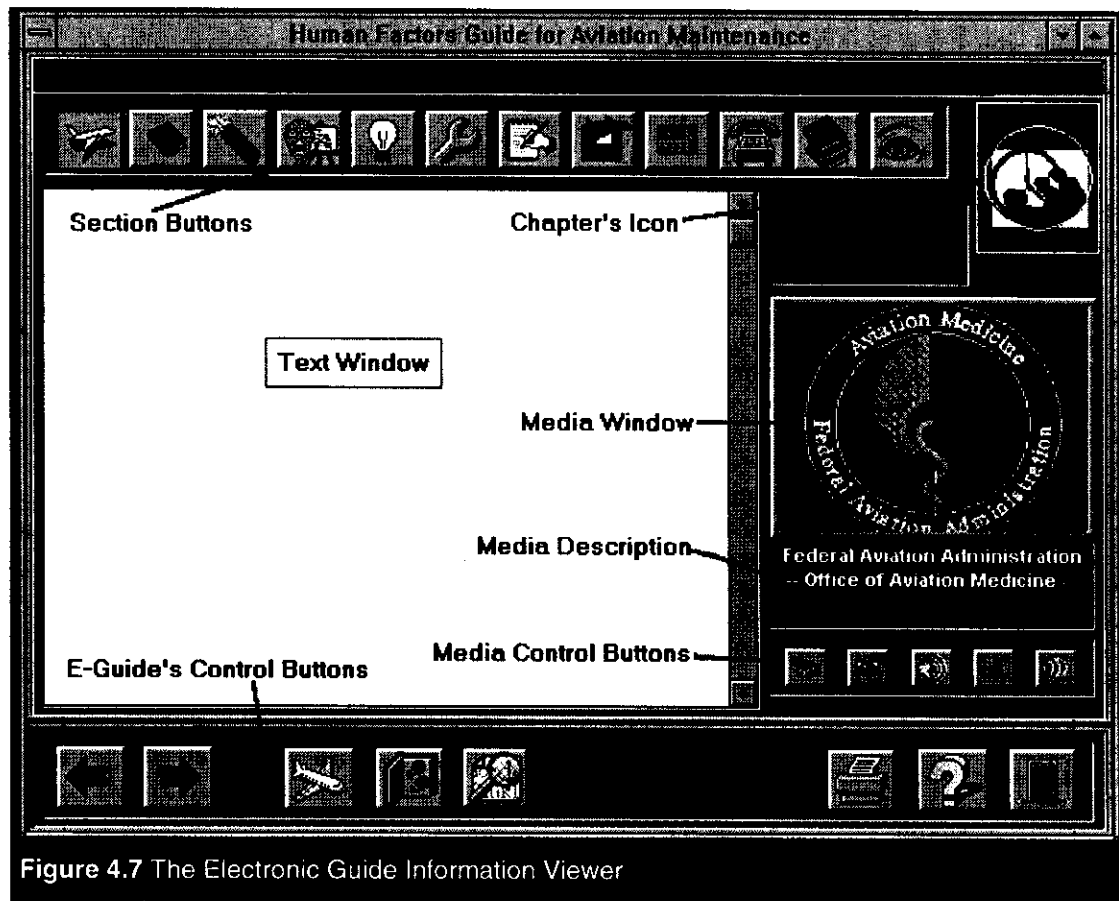 Human Factors Guide for Aviation Maintenance
Section Buttons
Chapter's Icon
Text Window
Media Window
Aviation Medicine
Federal Aviation Administration
Media Description
Federal Aviation Administration
-- Office of Aviation Medicine -
Media Control Buttons
E-Guide's Control Buttons
Figure 4.7 The Electronic Guide Information Viewer